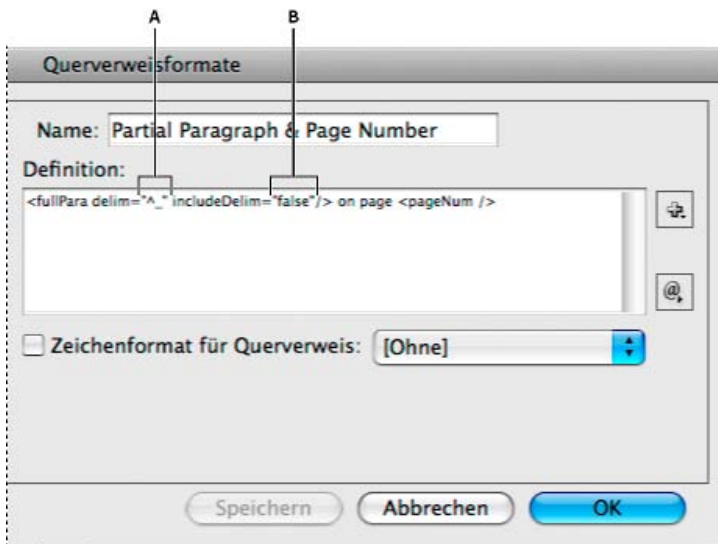 A B
Querverweisformate
Name: Partial Paragraph & Page Number
Definition:
<fullPara delim="^_" includeDelim="false"/> on page <pageNum />
@
Zeichenformat für Querverweis: [Ohne]
Speichern Abbrechen OK